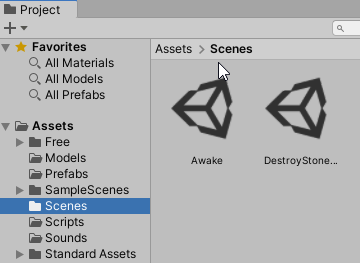 Project
Favorites
All Materials
All Models
All Prefabs
Assets
Free
Models
Prefabs
SampleScenes
Scenes
Scripts
Sounds
Standard Assets
Assets > Scenes
Awake
DestroyStone...